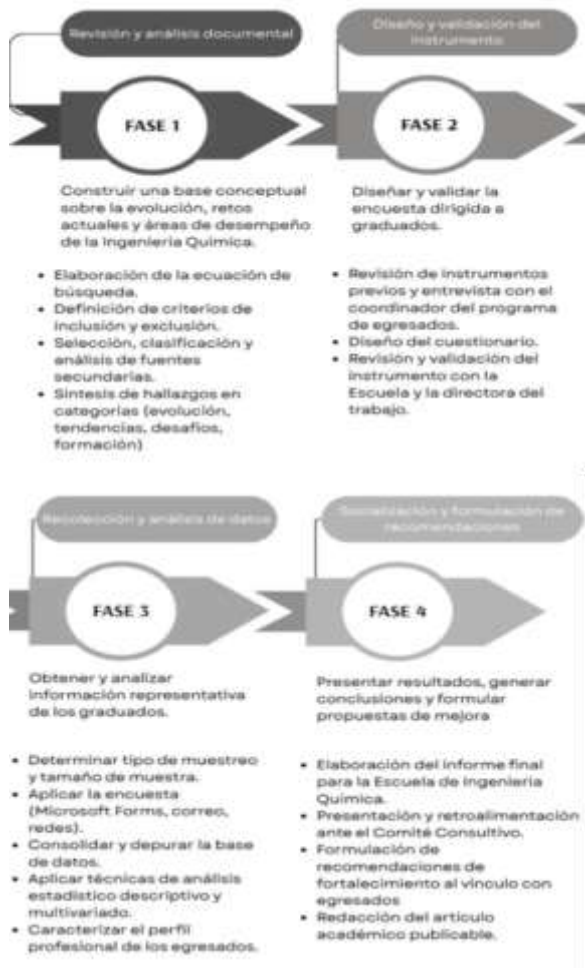 Revisión y análisis documental
FASE 1
Construir una base conceptual
sobre la evolución, retos
actuales y áreas de desempeño
de la Ingeniería Química.
• Elaboración de la ecuación de
búsqueda.
• Definición de criterios de
inclusión y exclusión.
• Selección, clasificación y
análisis de fuentes
secundarias.
• Síntesis de hallazgos en
categorías (evolución,
tendencias, desafíos,
formación)
Diseño y validación del
instrumento
FASE 2
Diseñar y validar la
encuesta dirigida a
graduados.
• Revisión de instrumentos
previos y entrevista con el
coordinador del programa
de egresados.
• Diseño del cuestionario.
• Revisión y validación del
instrumento con la
Escuela y la directora del
trabajo.
Recolección y análisis de datos
FASE 3
Obtener y analizar
información representativa
de los graduados.
• Determinar tipo de muestreo
y tamaño de muestra.
• Aplicar la encuesta
(Microsoft Forms, correo,
redes).
• Consolidar y depurar la base
de datos.
• Aplicar técnicas de análisis
estadístico descriptivo y
multivariado.
• Caracterizar el perfil
profesional de los egresados.
Socialización y formulación de
recomendaciones
FASE 4
Presentar resultados, generar
conclusiones y formular
propuestas de mejora
• Elaboración del informe final
para la Escuela de Ingeniería
Química.
• Presentación y retroalimentación
ante el Comité Consultivo.
• Formulación de
recomendaciones de
fortalecimiento al vínculo con
egresados
• Redacción del artículo
académico publicable.